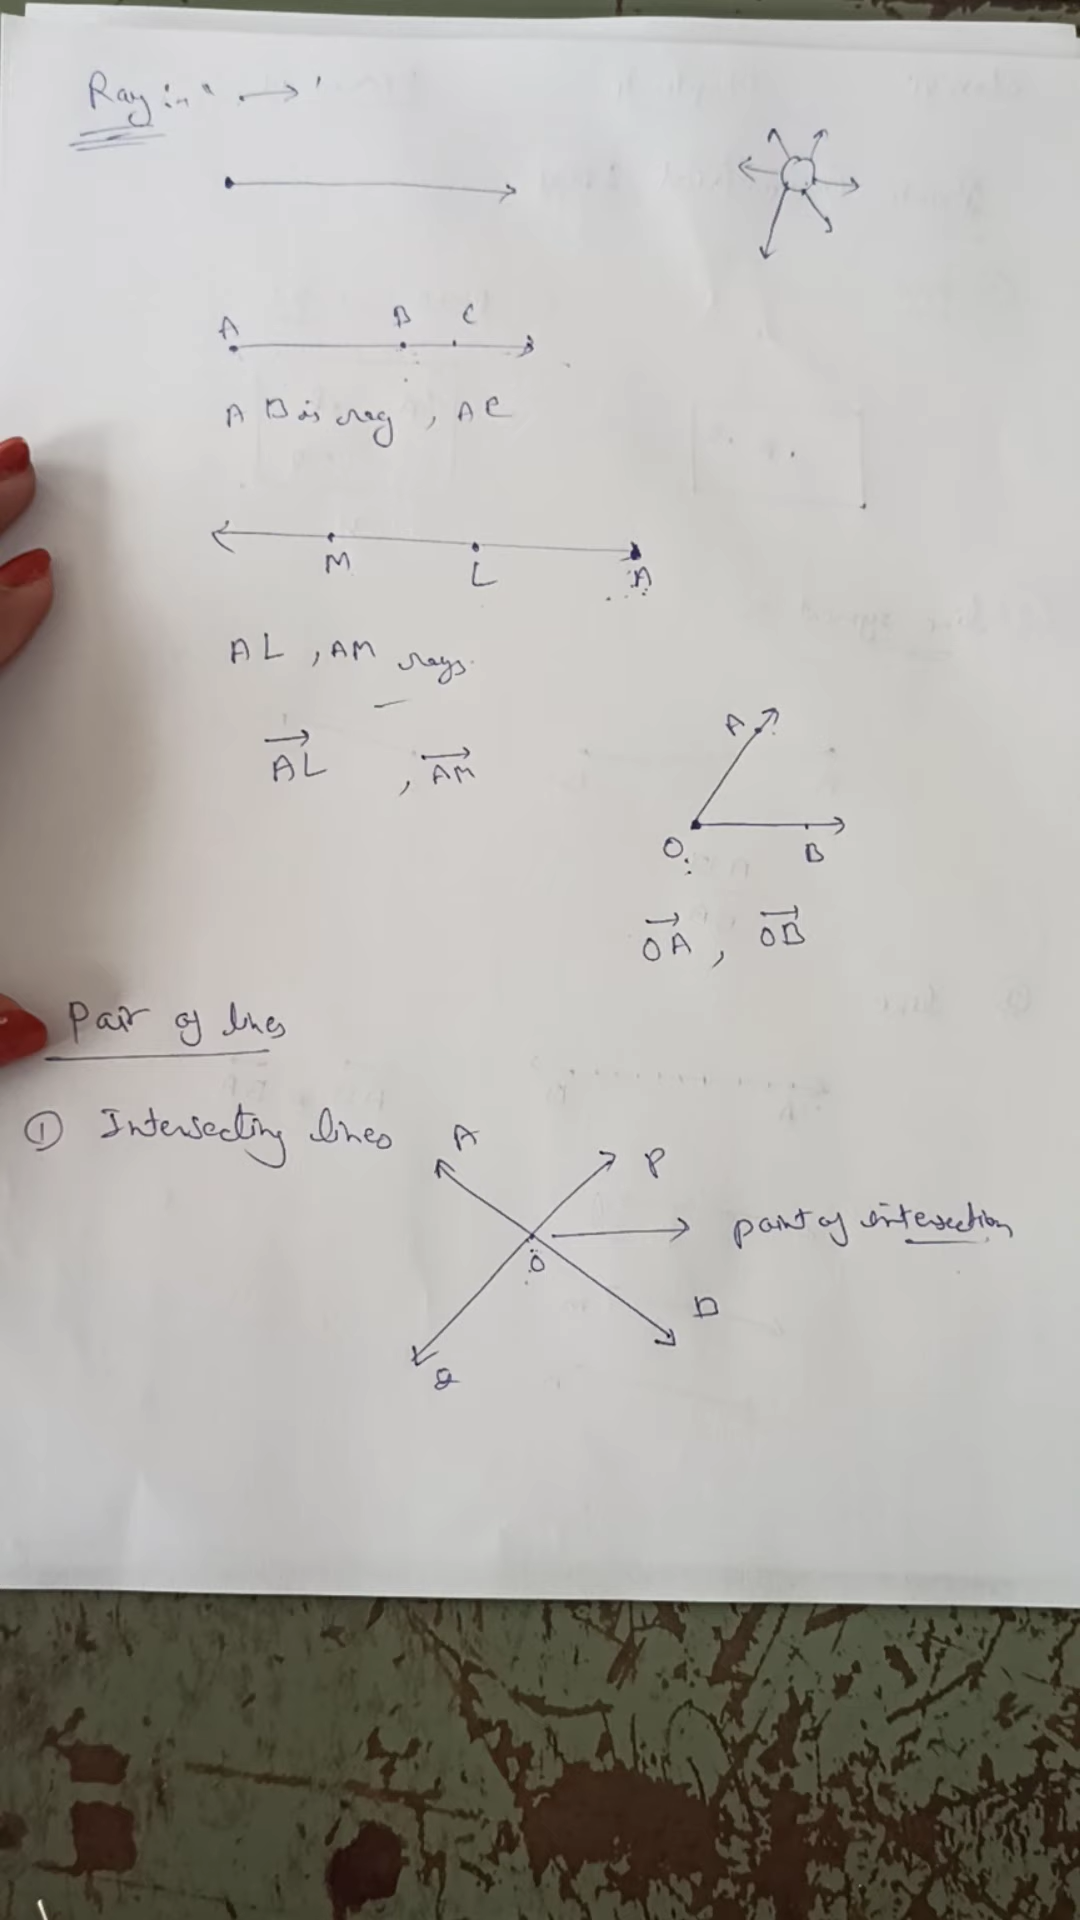 Ray :- " . → "
A B C
A B is ray , AC
M L A
AL , AM rays.
AL , AM
A
O B
OA , OB
Pair of lines
① Intersecting lines
A P
O point of intersection
Q